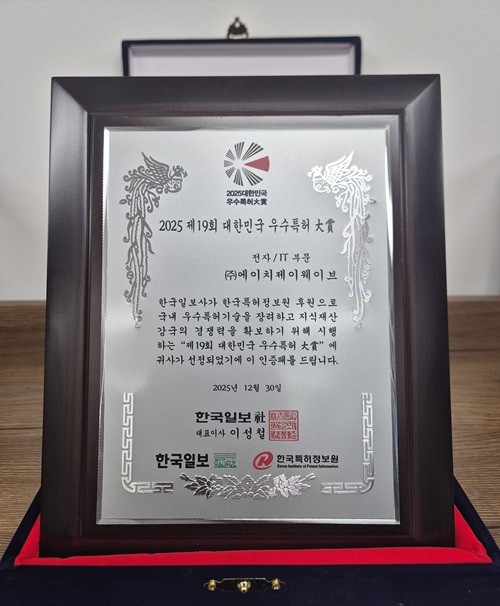 2025대한민국
우수특허大賞
2025 제19회 대한민국 우수특허 大賞
전자/IT 부문
㈜에이치제이웨이브
한국일보사가 한국특허정보원 후원으로
국내 우수특허기술을 장려하고 지식재산
강국의 경쟁력을 확보하기 위해 시행
하는 "제19회 대한민국 우수특허 大賞" 에
귀사가 선정되었기에 이 인증패를 드립니다.
2025년 12월 30일
한국일보 社
대표이사 이성철
한국일보
한국특허정보원
Korea Institute of Patent Information